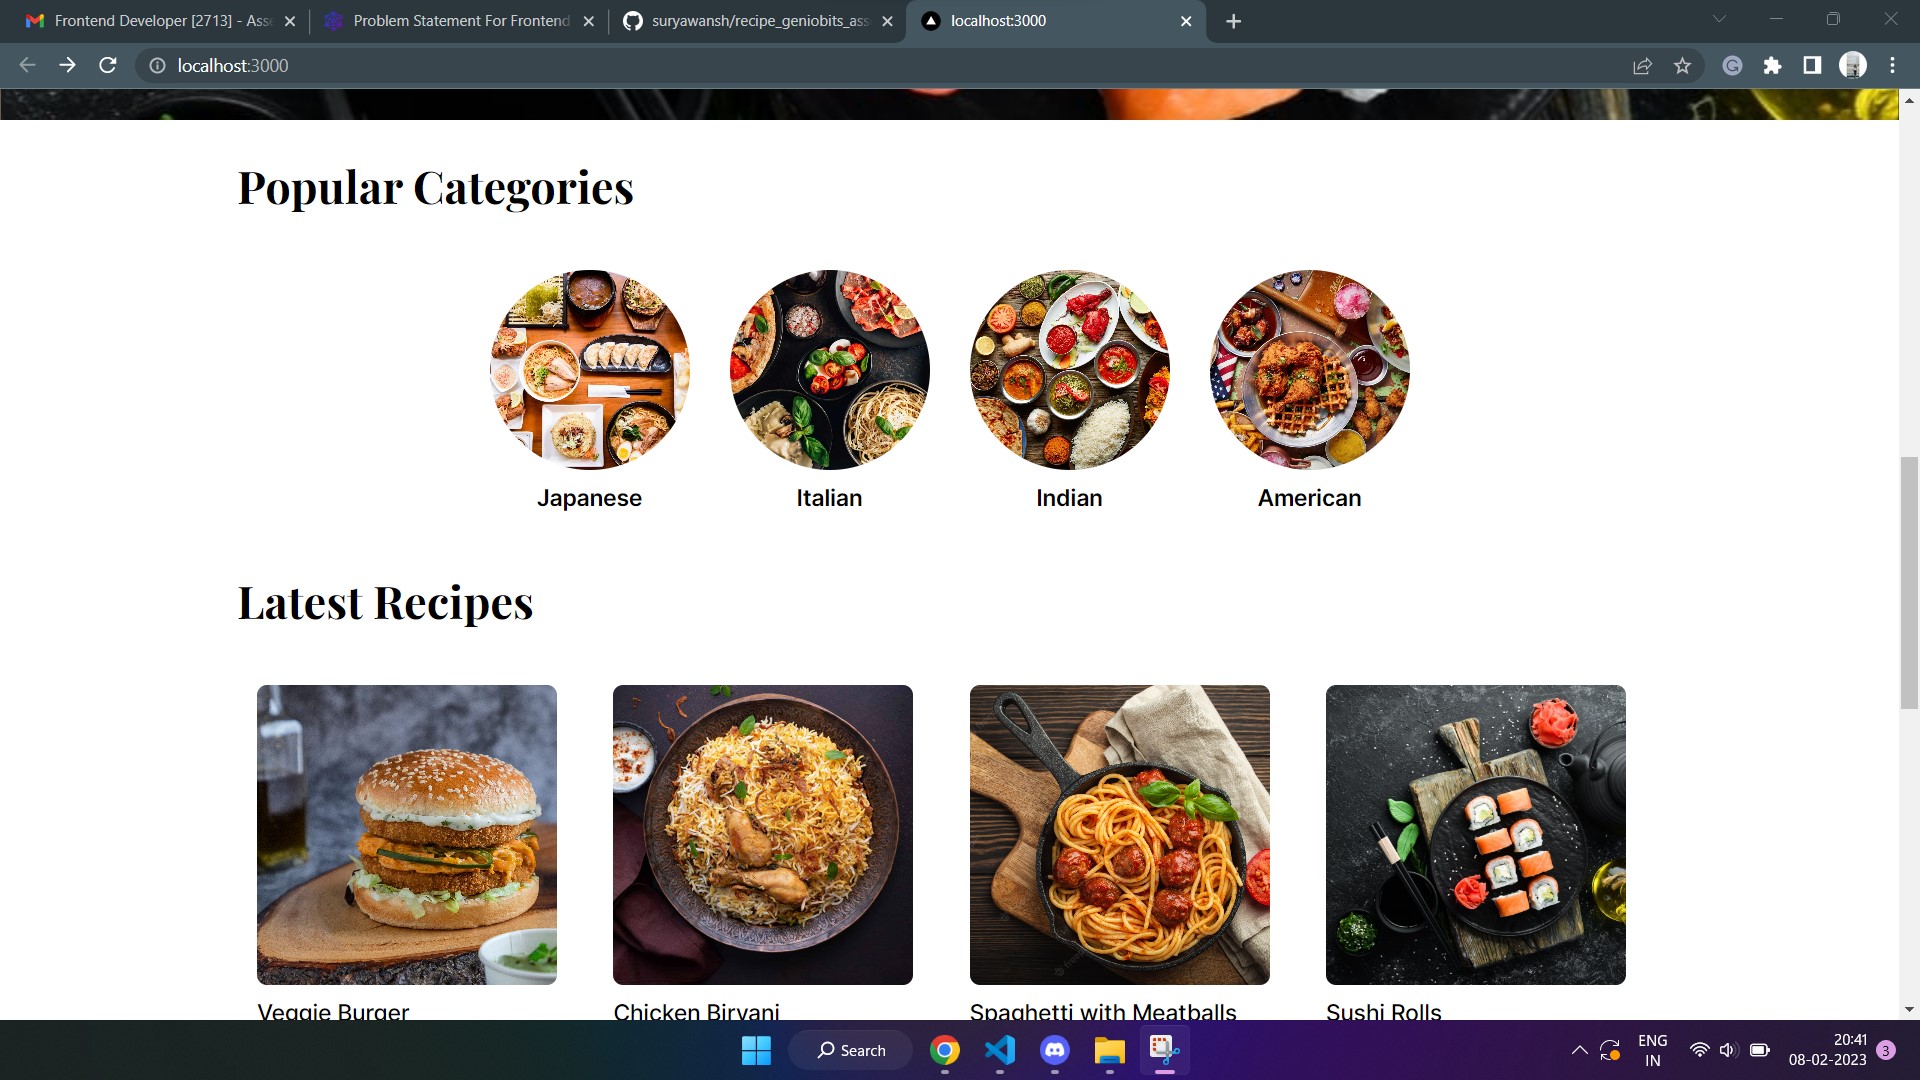 Frontend Developer [2713] - Asse
Problem Statement For Frontend
suryawansh/recipe_geniobits_ass
localhost:3000
localhost:3000
Popular Categories
Japanese
Italian
Indian
American
Latest Recipes
Veggie Burger
Chicken Biryani
Spaghetti with Meatballs
Sushi Rolls
Search
ENG
IN
20:41
08-02-2023
3